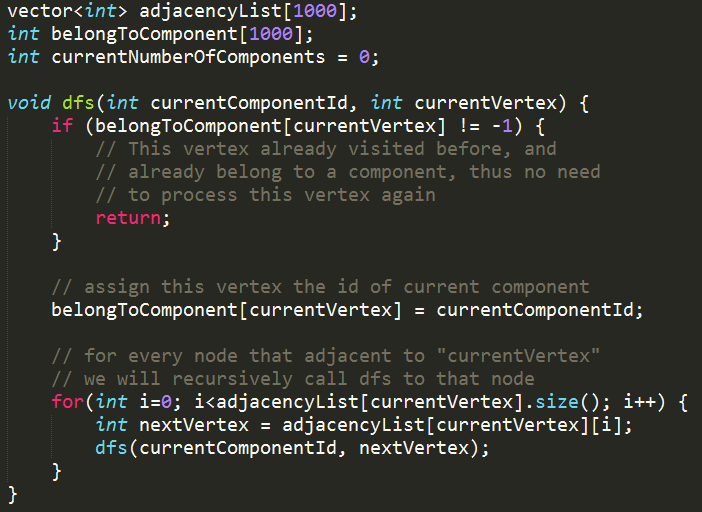 vector<int> adjacencyList[1000];
int belongToComponent[1000];
int currentNumberOfComponents = 0;
void dfs(int currentComponentId, int currentVertex) {
if (belongToComponent[currentVertex] != -1) {
// This vertex already visited before, and
// already belong to a component, thus no need
// to process this vertex again
return;
}
// assign this vertex the id of current component
belongToComponent[currentVertex] = currentComponentId;
// for every node that adjacent to "currentVertex"
// we will recursively call dfs to that node
for(int i=0; i<adjacencyList[currentVertex].size(); i++) {
int nextVertex = adjacencyList[currentVertex][i];
dfs(currentComponentId, nextVertex);
}
}